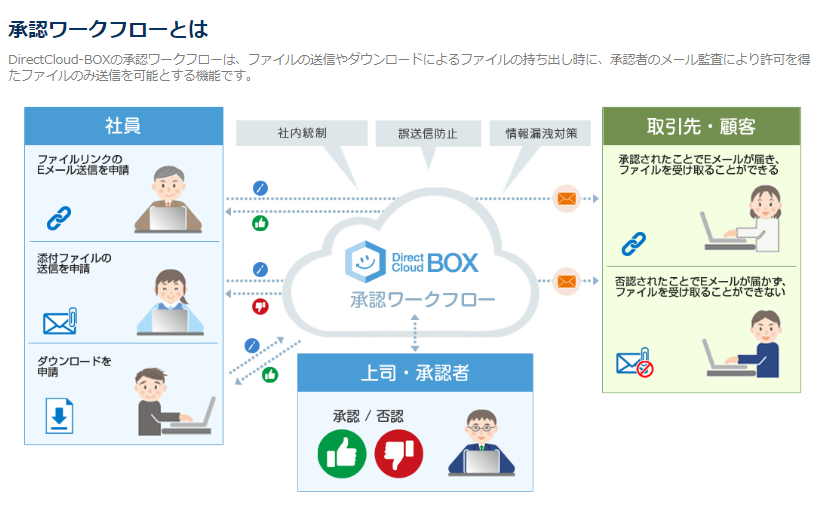 承認ワークフローとは
DirectCloud-BOXの承認ワークフローは、ファイルの送信やダウンロードによるファイルの持ち出し時に、承認者のメール監査により許可を得
たファイルのみ送信を可能とする機能です。
社員
ファイルリンクの
Eメール送信を申請
添付ファイルの
送信を申請
ダウンロードを
申請
社内統制
誤送信防止
情報漏洩対策
Direct
Cloud BOX
承認ワークフロー
上司・承認者
承認 / 否認
取引先・顧客
承認されたことでEメールが届き、
ファイルを受け取ることができる
否認されたことでEメールが届かず、
ファイルを受け取ることができない